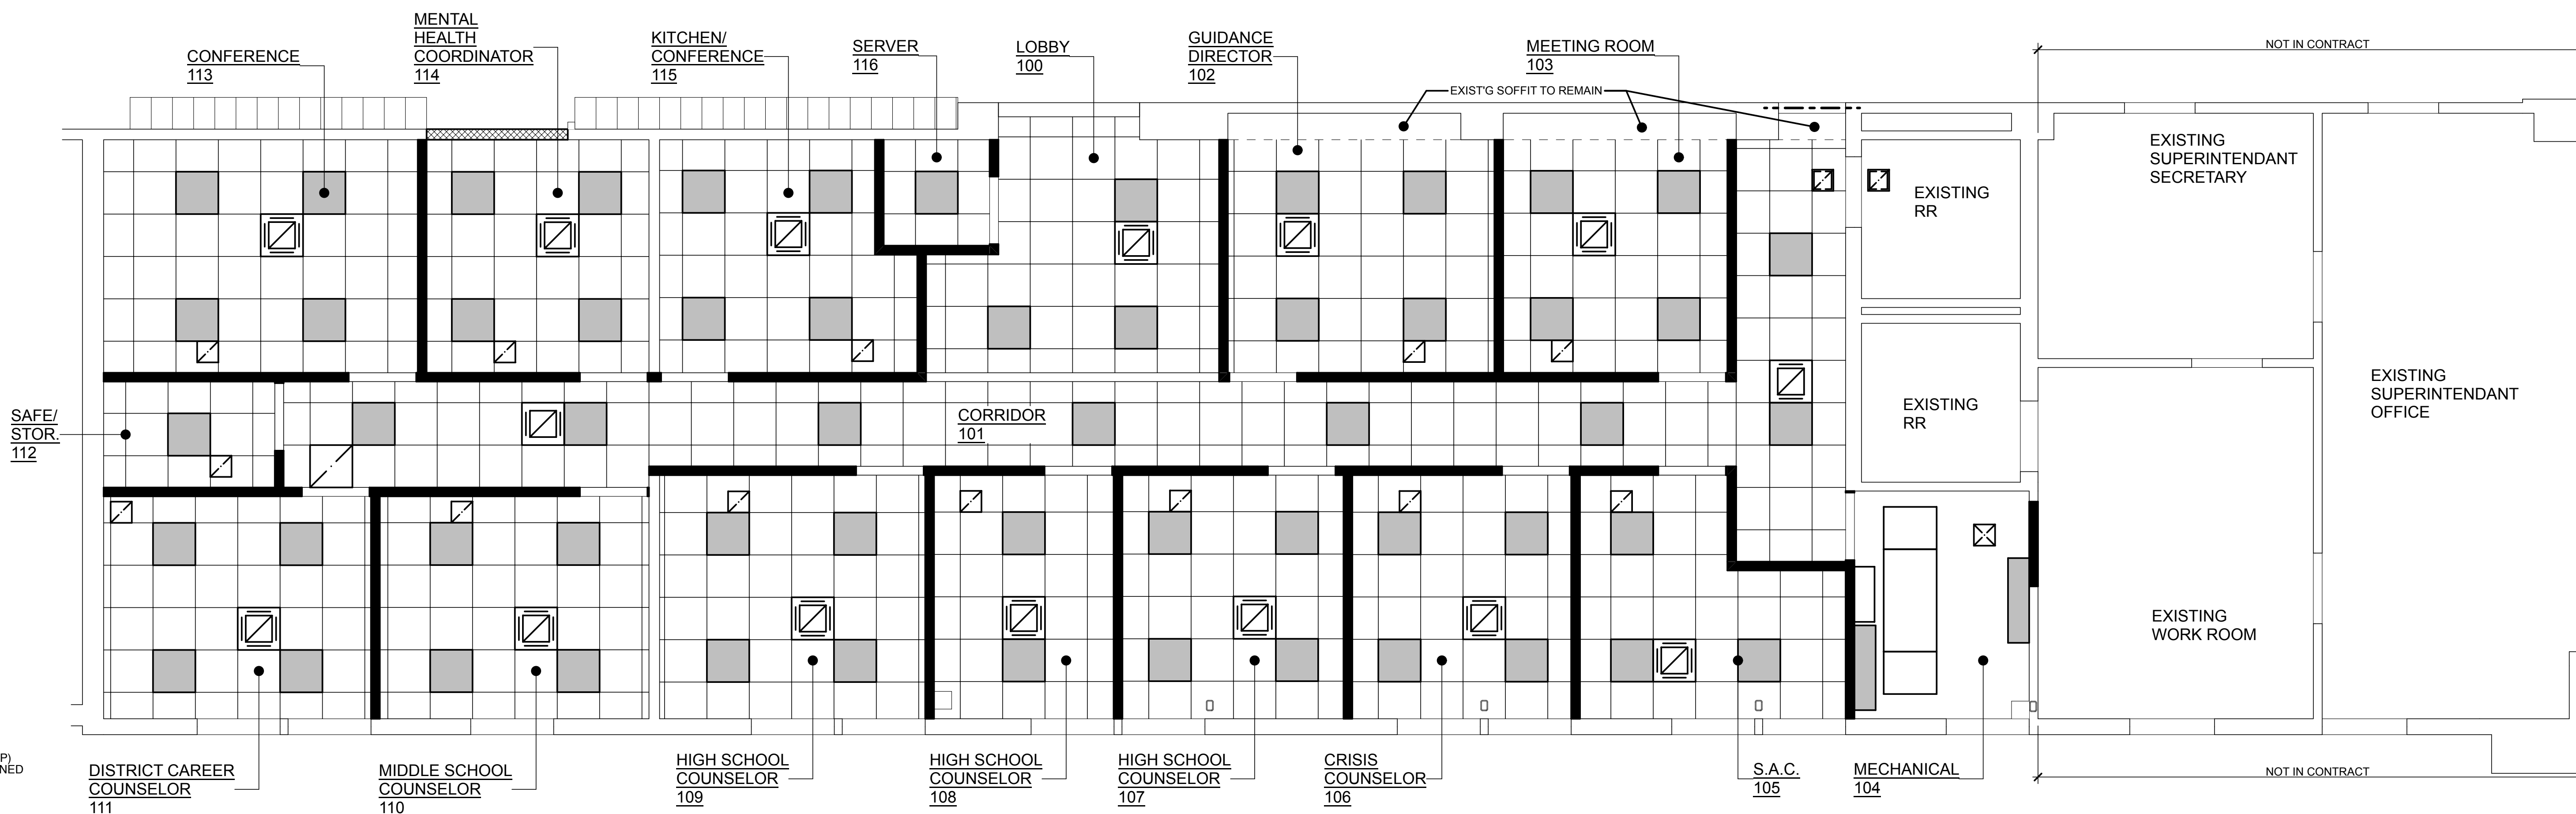 CONFERENCE
113
MENTAL
HEALTH
COORDINATOR
114
KITCHEN/
CONFERENCE
115
SERVER
116
LOBBY
100
GUIDANCE
DIRECTOR
102
MEETING ROOM
103
EXIST'G SOFFIT TO REMAIN
NOT IN CONTRACT
EXISTING
SUPERINTENDANT
SECRETARY
EXISTING
RR
EXISTING
SUPERINTENDANT
OFFICE
EXISTING
RR
SAFE/
STOR.
112
CORRIDOR
101
EXISTING
WORK ROOM
P)
NED
DISTRICT CAREER
COUNSELOR
111
MIDDLE SCHOOL
COUNSELOR
110
HIGH SCHOOL
COUNSELOR
109
HIGH SCHOOL
COUNSELOR
108
HIGH SCHOOL
COUNSELOR
107
CRISIS
COUNSELOR
106
S.A.C.
105
MECHANICAL
104
NOT IN CONTRACT